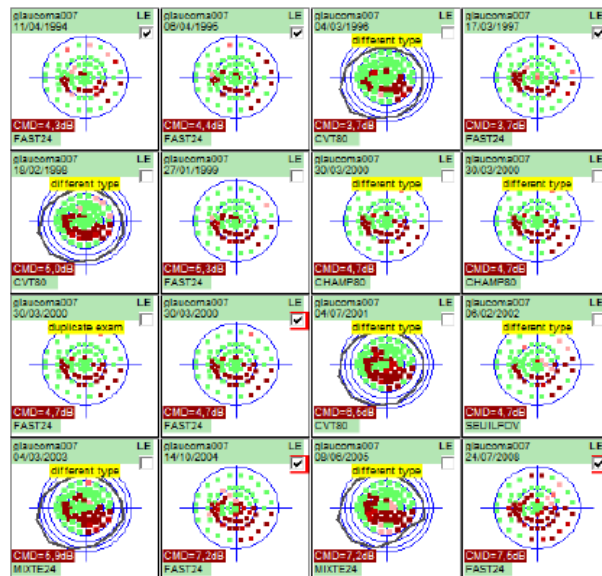 glaucoma007 LE
11/04/1994
CMD=4,3dB
FAST24
glaucoma007 LE
06/04/1995
CMD=4,4dB
FAST24
glaucoma007 LE
04/03/1996
different type
CMD=3,7dB
CVT80
glaucoma007 LE
17/03/1997
CMD=3,7dB
FAST24
glaucoma007 LE
18/02/1998
different type
CMD=5,0dB
CVT80
glaucoma007 LE
27/01/1999
CMD=5,3dB
FAST24
glaucoma007 LE
30/03/2000
different type
CMD=4,7dB
CHAMP80
glaucoma007 LE
30/03/2000
different type
CMD=4,7dB
CHAMP80
glaucoma007 LE
30/03/2000
duplicate exam
CMD=4,7dB
FAST24
glaucoma007 LE
30/03/2000
CMD=4,7dB
FAST24
glaucoma007 LE
04/07/2001
different type
CMD=6,6dB
CVT80
glaucoma007 LE
06/02/2002
different type
CMD=4,7dB
SEUILFOV
glaucoma007 LE
04/03/2003
different type
CMD=5,9dB
MIXTE24
glaucoma007 LE
14/10/2004
CMD=7,2dB
FAST24
glaucoma007 LE
08/06/2005
different type
CMD=7,2dB
MIXTE24
glaucoma007 LE
24/07/2008
CMD=7,6dB
FAST24